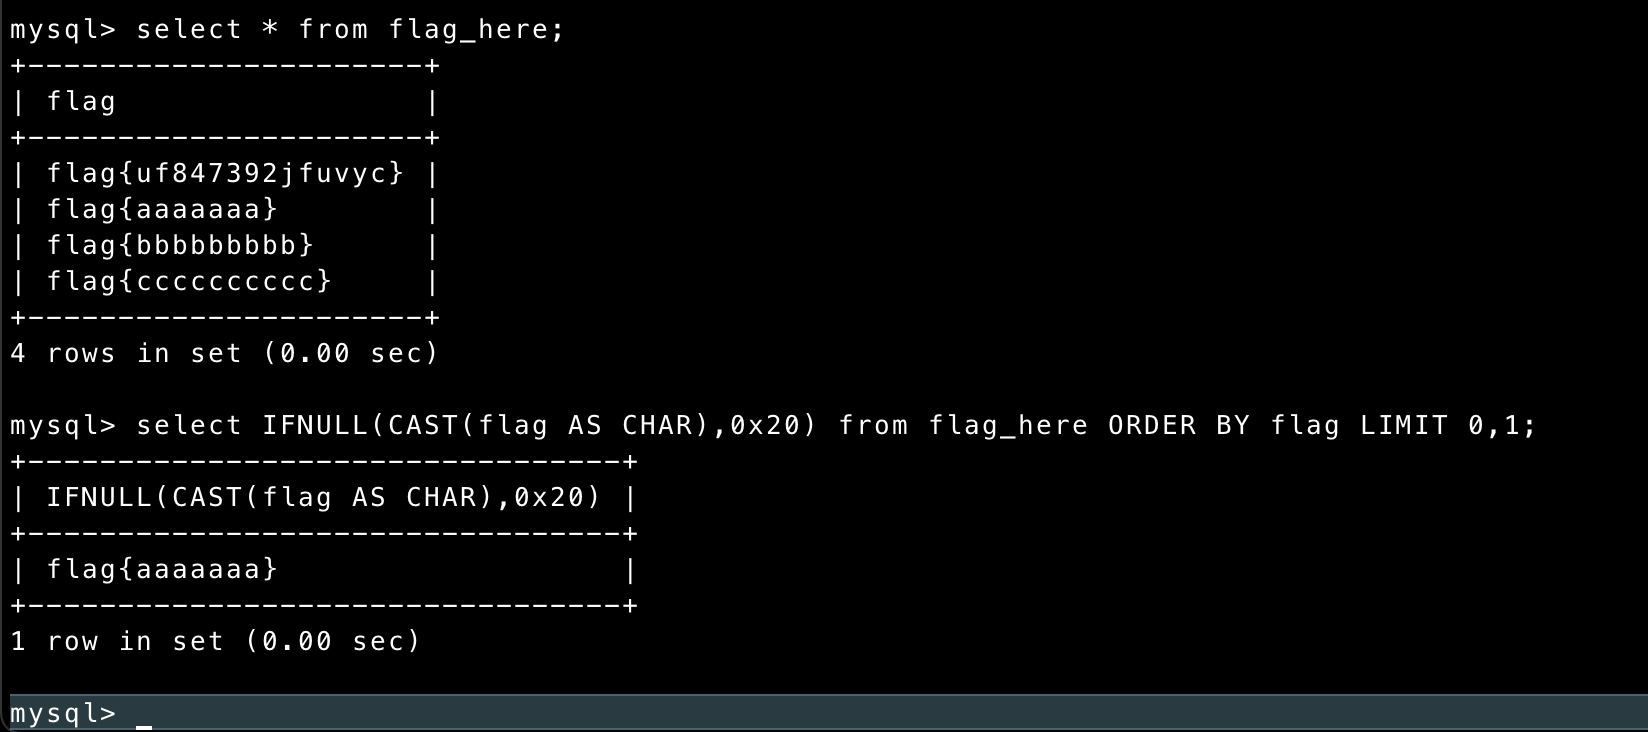 mysql> select * from flag_here;
+----------------------+
| flag                 |
+----------------------+
| flag{uf847392jfuvyc} |
| flag{aaaaaaa}        |
| flag{bbbbbbbbb}      |
| flag{cccccccccc}     |
+----------------------+
4 rows in set (0.00 sec)

mysql> select IFNULL(CAST(flag AS CHAR),0x20) from flag_here ORDER BY flag LIMIT 0,1;
+---------------------------------+
| IFNULL(CAST(flag AS CHAR),0x20) |
+---------------------------------+
| flag{aaaaaaa}                   |
+---------------------------------+
1 row in set (0.00 sec)

mysql> _